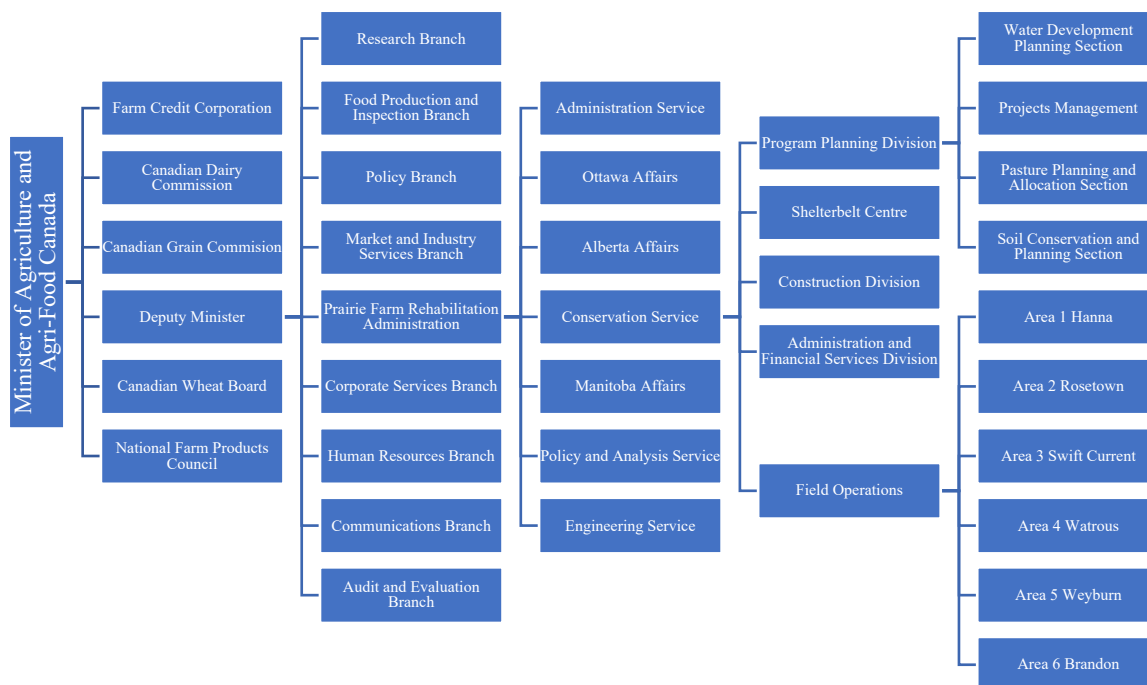 Minister of Agriculture and
Agri-Food Canada
Farm Credit Corporation
Canadian Dairy
Commission
Canadian Grain Commision
Deputy Minister
Canadian Wheat Board
National Farm Products
Council
Research Branch
Food Production and
Inspection Branch
Policy Branch
Market and Industry
Services Branch
Prairie Farm Rehabilitation
Administration
Corporate Services Branch
Human Resources Branch
Communications Branch
Audit and Evaluation
Branch
Administration Service
Ottawa Affairs
Alberta Affairs
Conservation Service
Manitoba Affairs
Policy and Analysis Service
Engineering Service
Program Planning Division
Shelterbelt Centre
Construction Division
Administration and
Financial Services Division
Field Operations
Water Development
Planning Section
Projects Management
Pasture Planning and
Allocation Section
Soil Conservation and
Planning Section
Area 1 Hanna
Area 2 Rosetown
Area 3 Swift Current
Area 4 Watrous
Area 5 Weyburn
Area 6 Brandon